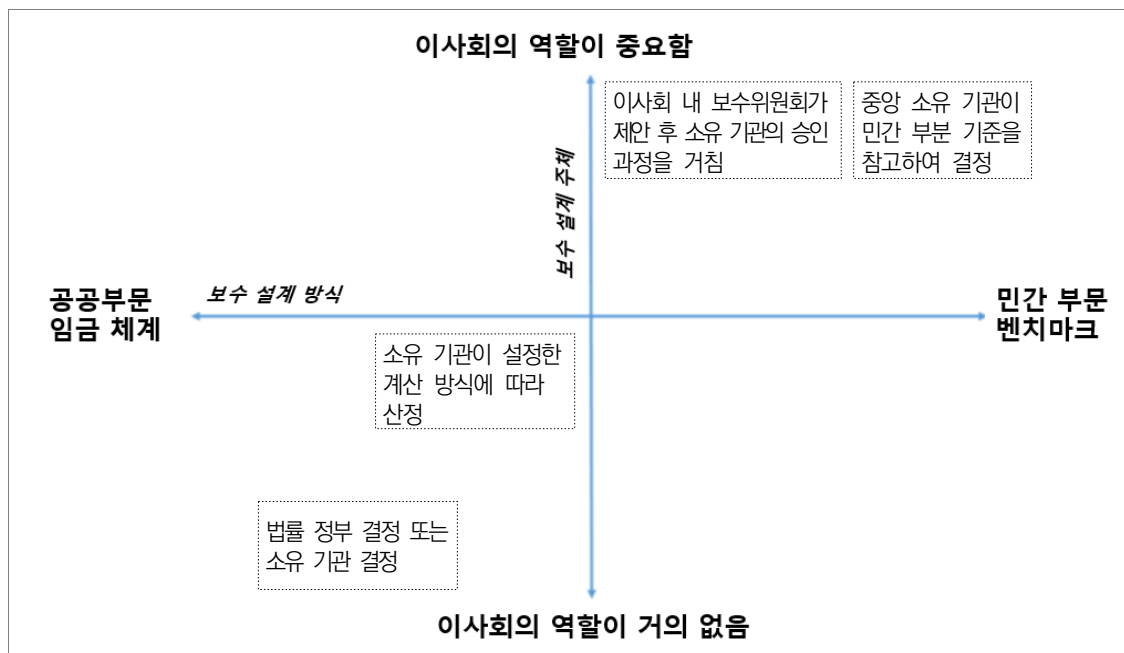 이사회의 역할이 중요함
이사회 내 보수위원회가
제안 후 소유 기관의 승인
과정을 거침
중앙 소유 기관이
민간 부분 기준을
참고하여 결정
보수 설계 주체
공공부문
임금 체계
보수 설계 방식
민간 부문
벤치마크
소유 기관이 설정한
계산 방식에 따라
산정
법률 정부 결정 또는
소유 기관 결정
이사회의 역할이 거의 없음